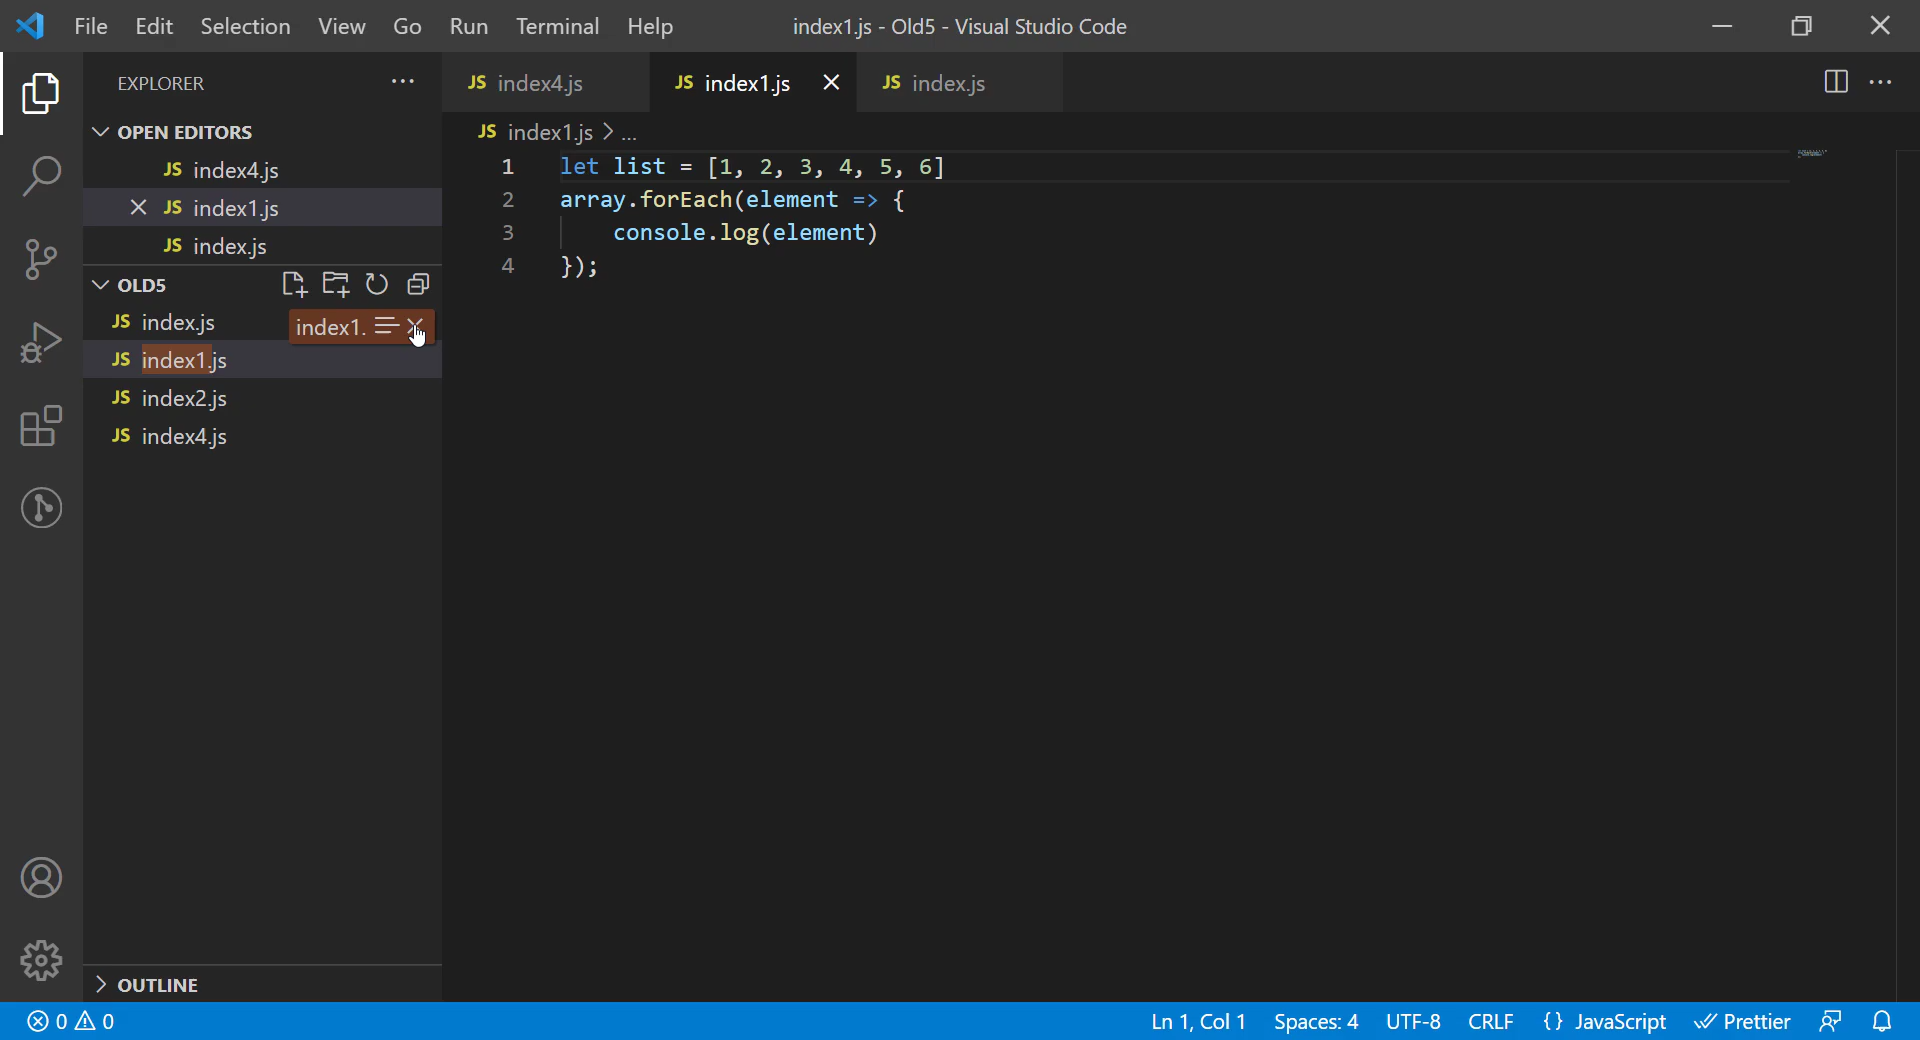 File Edit Selection View Go Run Terminal Help
index1.js - Old5 - Visual Studio Code
EXPLORER
OPEN EDITORS
JS index4.js
JS index1.js
JS index.js
OLD5
index1.
JS index.js
JS index1.js
JS index2.js
JS index4.js
OUTLINE
JS index4.js
JS index1.js
JS index.js
JS index1.js > ...
1 let list = [1, 2, 3, 4, 5, 6]
2 array.forEach(element => {
3 console.log(element)
4 });
0 0
Ln 1, Col 1 Spaces: 4 UTF-8 CRLF {} JavaScript Prettier